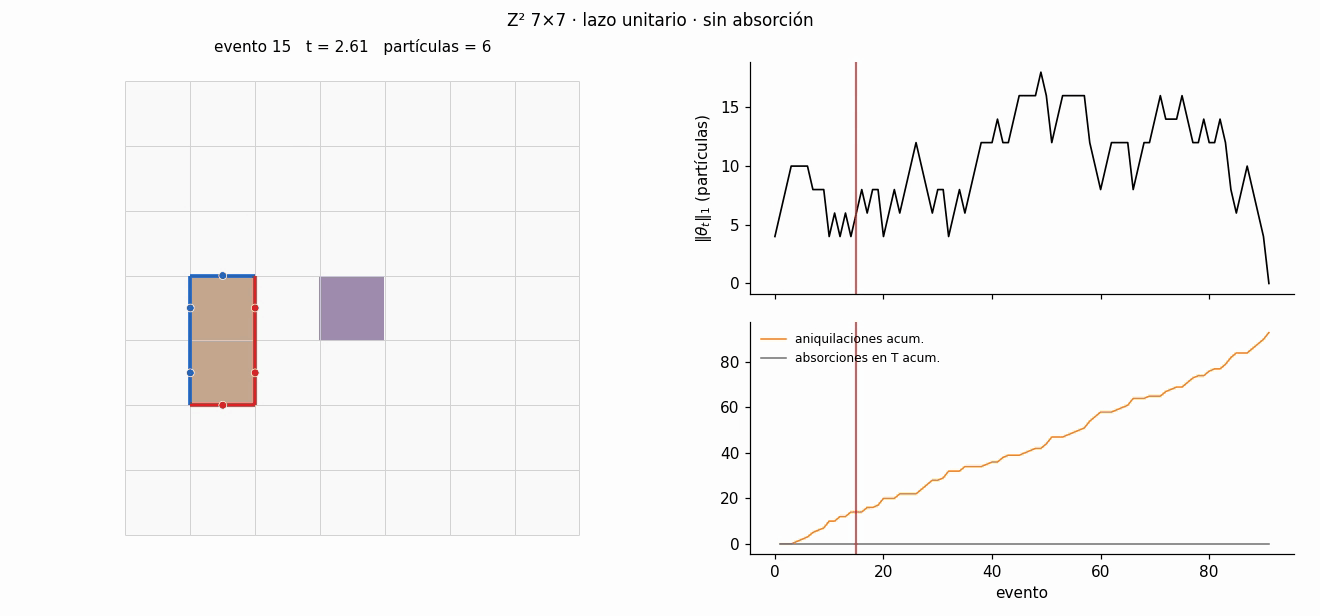 Z² 7×7 · lazo unitario · sin absorción
evento 15   t = 2.61   partículas = 6
‖θₜ‖₁ (partículas)
15
10
5
0
aniquilaciones acum.
absorciones en T acum.
80
60
40
20
0
0 20 40 60 80
evento